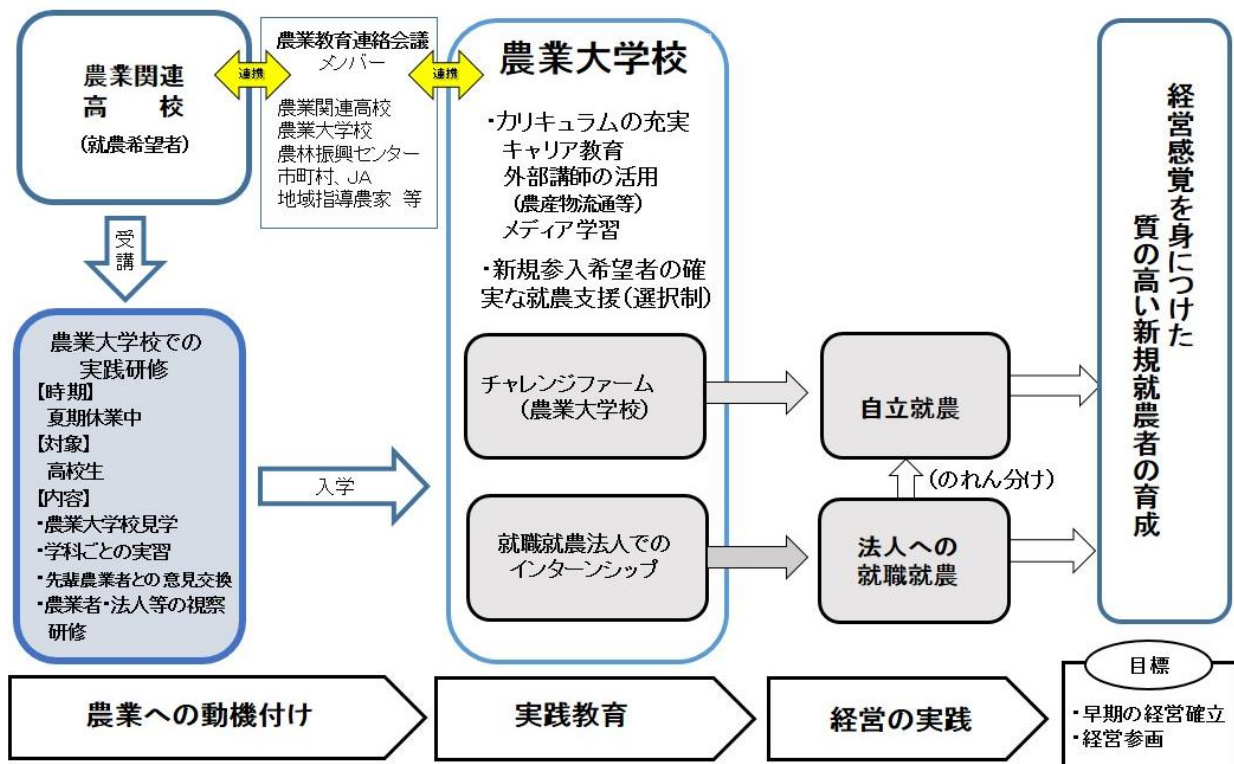 農業関連
高　校
(就農希望者)
連携
農業教育連絡会議
メンバー
農業関連高校
農業大学校
農林振興センター
市町村、JA
地域指導農家 等
連携
受講
農業大学校での
実践研修
【時期】
夏期休業中
【対象】
高校生
【内容】
・農業大学校見学
・学科ごとの実習
・先輩農業者との意見交換
・農業者・法人等の視察
研修
入学
農業大学校
・カリキュラムの充実
キャリア教育
外部講師の活用
(農産物流通等)
メディア学習
・新規参入希望者の確
実な就農支援(選択制)
チャレンジファーム
(農業大学校)
就職就農法人での
インターンシップ
自立就農
(のれん分け)
法人への
就職就農
経営感覚を身につけた
質の高い新規就農者の育成
農業への動機付け
実践教育
経営の実践
目標
・早期の経営確立
・経営参画